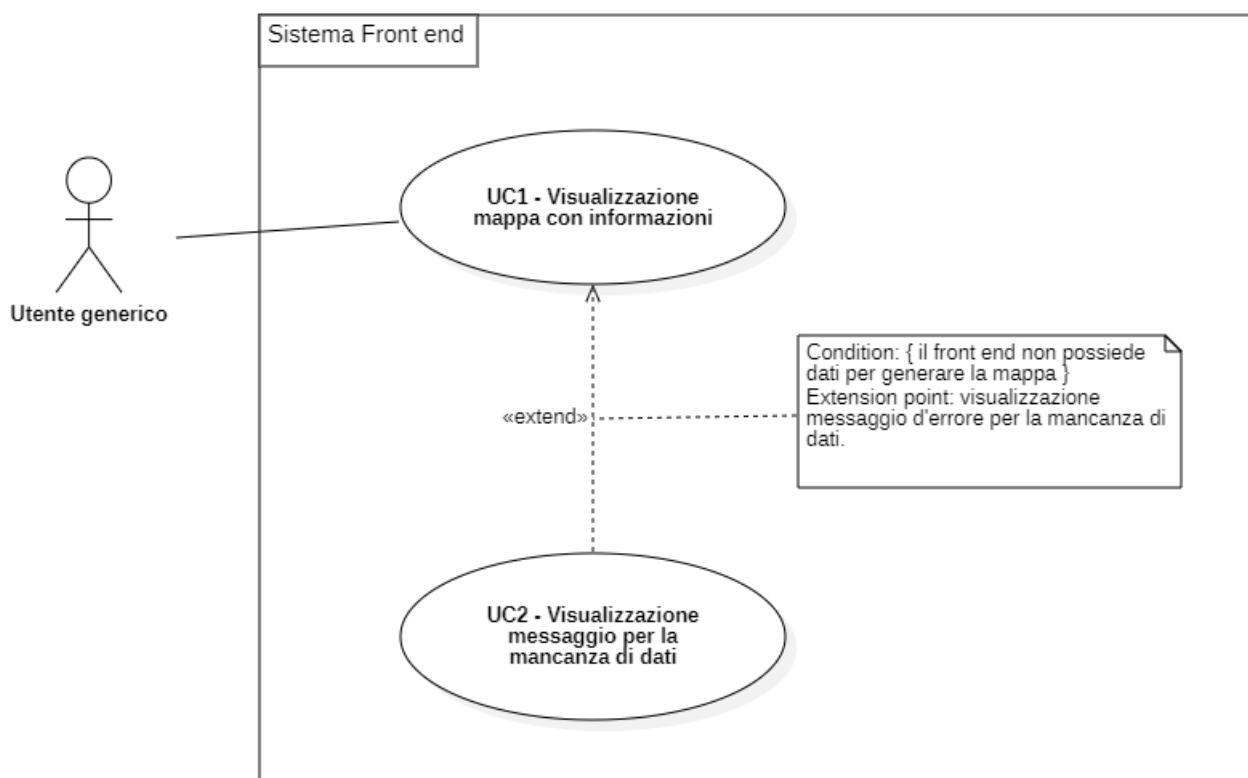 Sistema Front end
UC1 - Visualizzazione
mappa con informazioni
Utente generico
Condition: { il front end non possiede
dati per generare la mappa }
Extension point: visualizzazione
messaggio d'errore per la mancanza di
dati.
«extend»
UC2 - Visualizzazione
messaggio per la
mancanza di dati